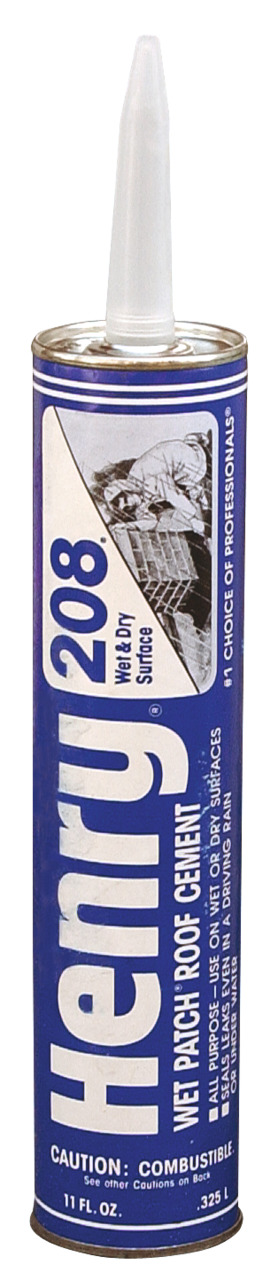 Henry®
208®
Wet & Dry
Surface
#1 CHOICE OF PROFESSIONALS®
WET PATCH® ROOF CEMENT
■ ALL PURPOSE—USE ON WET OR DRY SURFACES
■ SEALS LEAKS EVEN IN A DRIVING RAIN
OR UNDER WATER
CAUTION: COMBUSTIBLE.
See other Cautions on Back
11 FL. OZ. .325 L